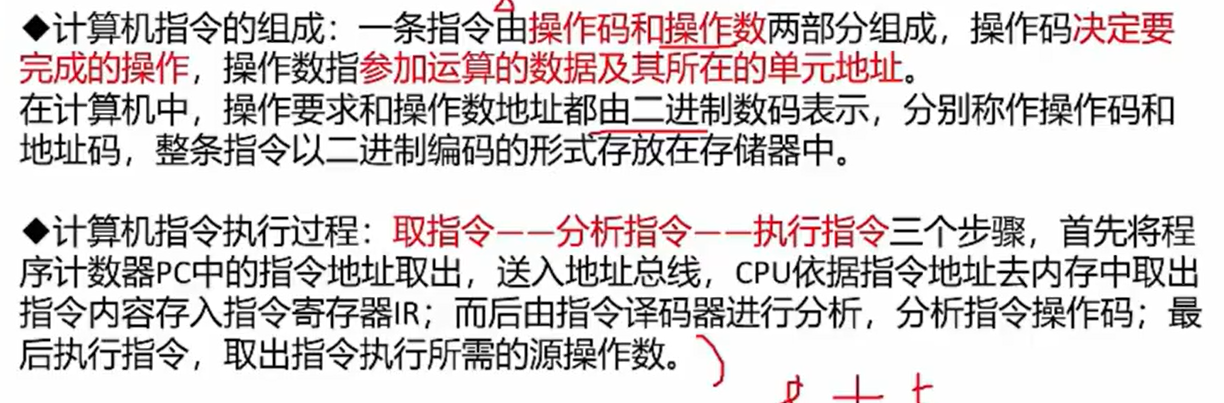 ◆计算机指令的组成：一条指令由操作码和操作数两部分组成，操作码决定要
完成的操作，操作数指参加运算的数据及其所在的单元地址。
在计算机中，操作要求和操作数地址都由二进制数码表示，分别称作操作码和
地址码，整条指令以二进制编码的形式存放在存储器中。
◆计算机指令执行过程：取指令——分析指令——执行指令三个步骤，首先将程
序计数器PC中的指令地址取出，送入地址总线，CPU依据指令地址去内存中取出
指令内容存入指令寄存器IR；而后由指令译码器进行分析，分析指令操作码；最
后执行指令，取出指令执行所需的源操作数。